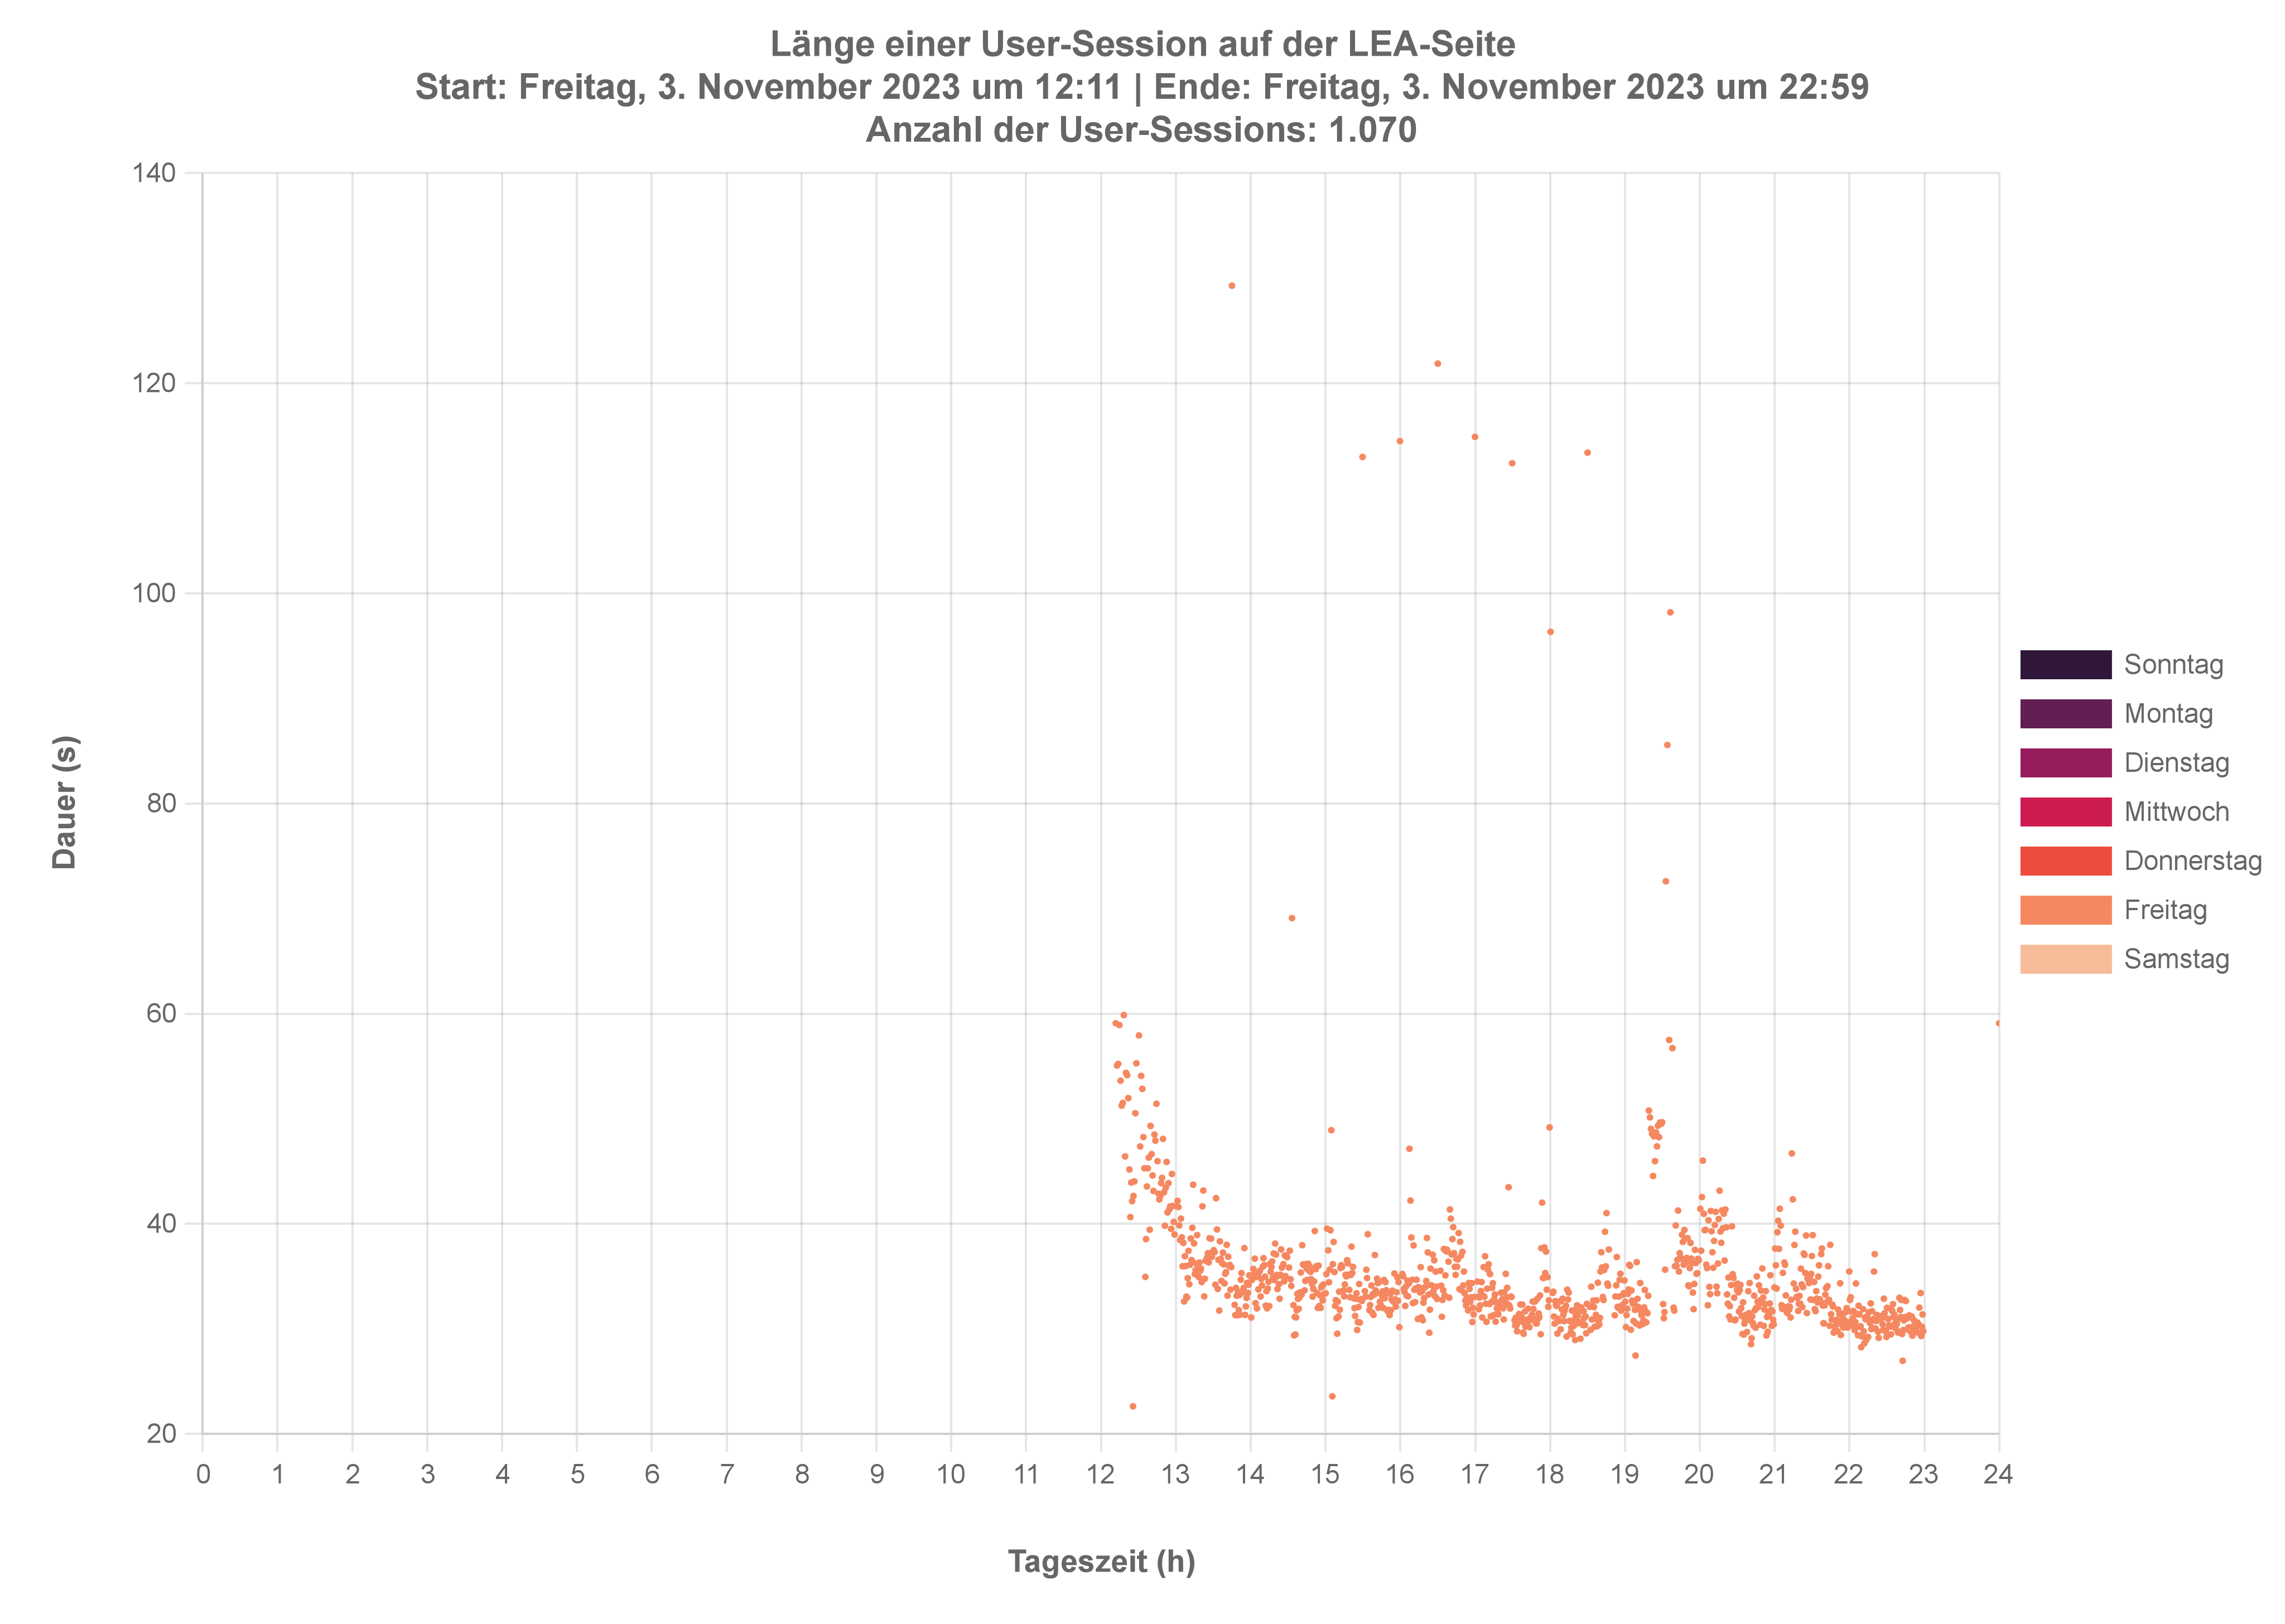 Länge einer User-Session auf der LEA-Seite
Start: Freitag, 3. November 2023 um 12:11 | Ende: Freitag, 3. November 2023 um 22:59
Anzahl der User-Sessions: 1.070
140
120
100
80
60
40
20
Dauer (s)
0 1 2 3 4 5 6 7 8 9 10 11 12 13 14 15 16 17 18 19 20 21 22 23 24
Tageszeit (h)
Sonntag
Montag
Dienstag
Mittwoch
Donnerstag
Freitag
Samstag